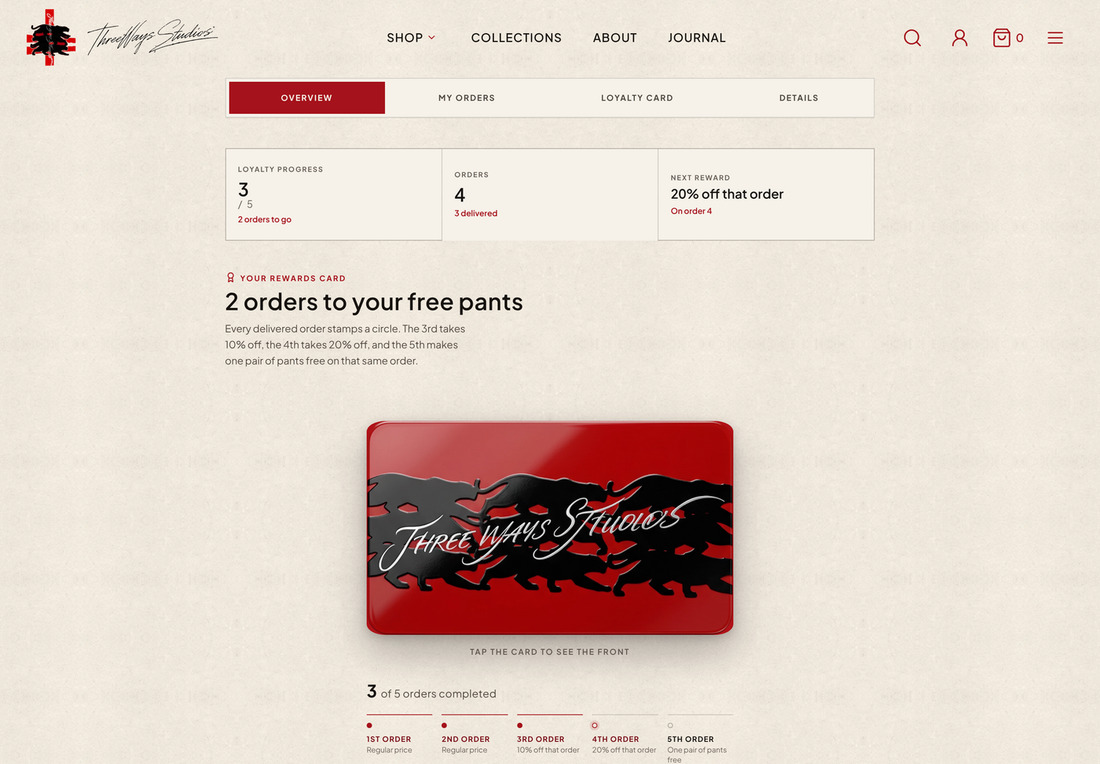 ThreeWays Studios
SHOP
COLLECTIONS
ABOUT
JOURNAL
0
OVERVIEW
MY ORDERS
LOYALTY CARD
DETAILS
LOYALTY PROGRESS
3
/ 5
2 orders to go
ORDERS
4
3 delivered
NEXT REWARD
20% off that order
On order 4
YOUR REWARDS CARD
2 orders to your free pants
Every delivered order stamps a circle. The 3rd takes
10% off, the 4th takes 20% off, and the 5th makes
one pair of pants free on that same order.
THREE WAYS STUDIOS
TAP THE CARD TO SEE THE FRONT
3 of 5 orders completed
1ST ORDER
Regular price
2ND ORDER
Regular price
3RD ORDER
10% off that order
4TH ORDER
20% off that order
5TH ORDER
One pair of pants
free